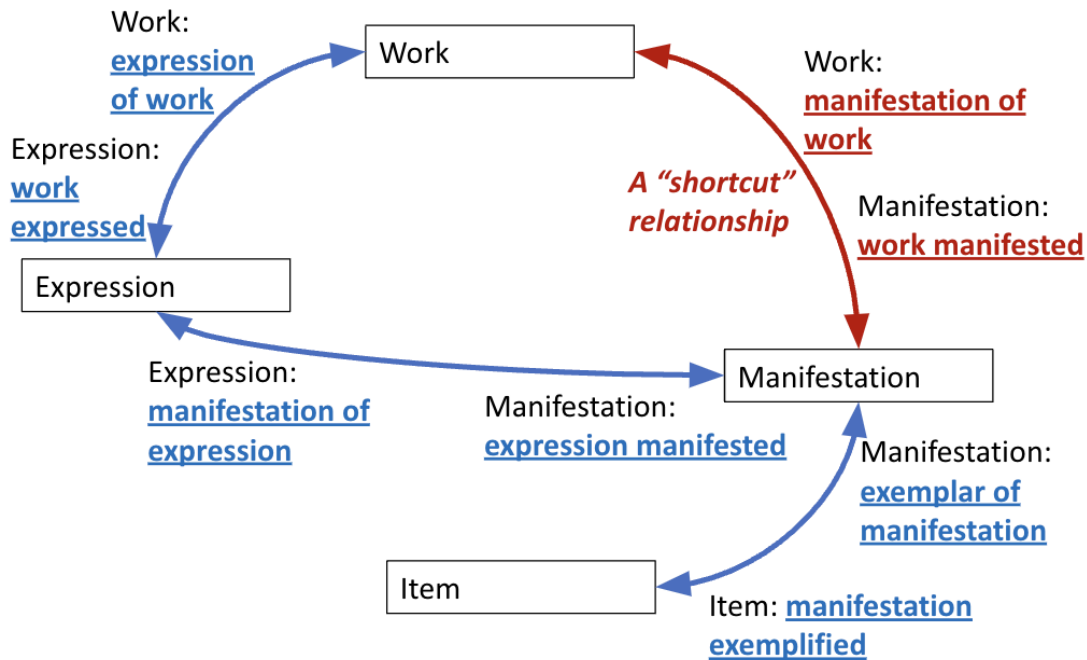 Work:
expression
of work
Work
Work:
manifestation of
work
Expression:
work
expressed
A “shortcut”
relationship
Manifestation:
work manifested
Expression
Manifestation
Expression:
manifestation of
expression
Manifestation:
expression manifested
Manifestation:
exemplar of
manifestation
Item
Item: manifestation
exemplified